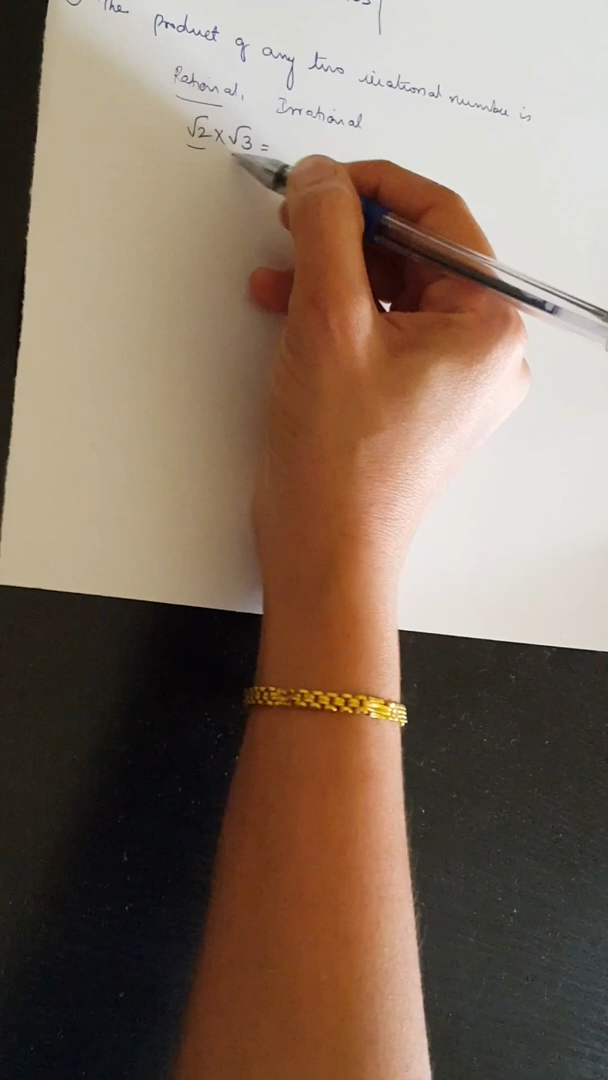 The product of any two irrational number is
Rational, Irrational
√2 x √3 =